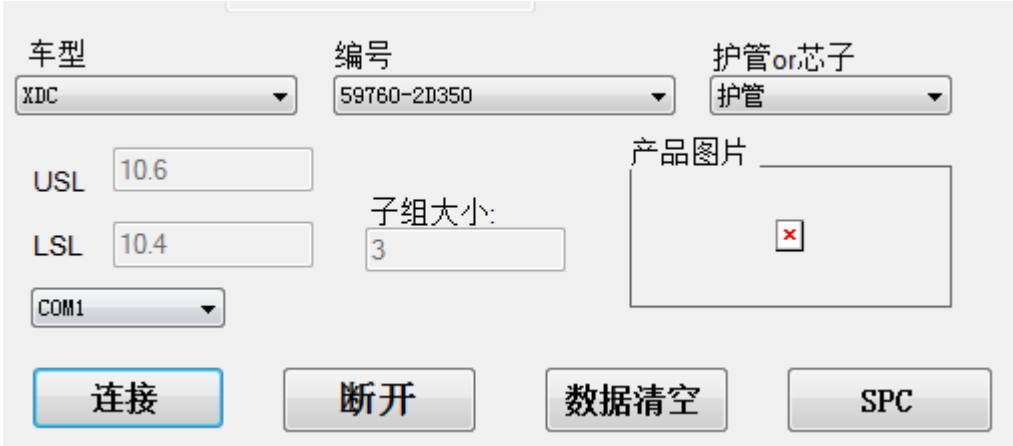 车型
编号
护管or芯子
XDC
59760-2D350
护管
产品图片
USL
10.6
子组大小:
LSL
10.4
3
COM1
连接
断开
数据清空
SPC